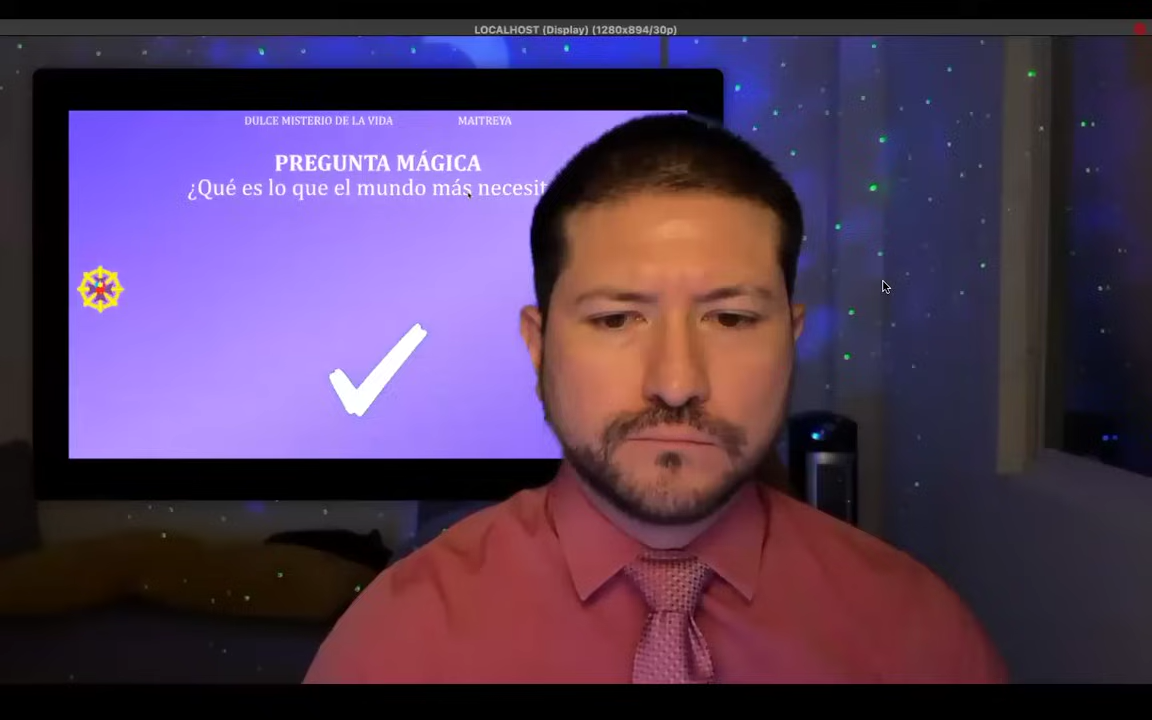 LOCALHOST (Display) (1280x894/30p)
DULCE MISTERIO DE LA VIDA MAITREYA
PREGUNTA MÁGICA
¿Qué es lo que el mundo más